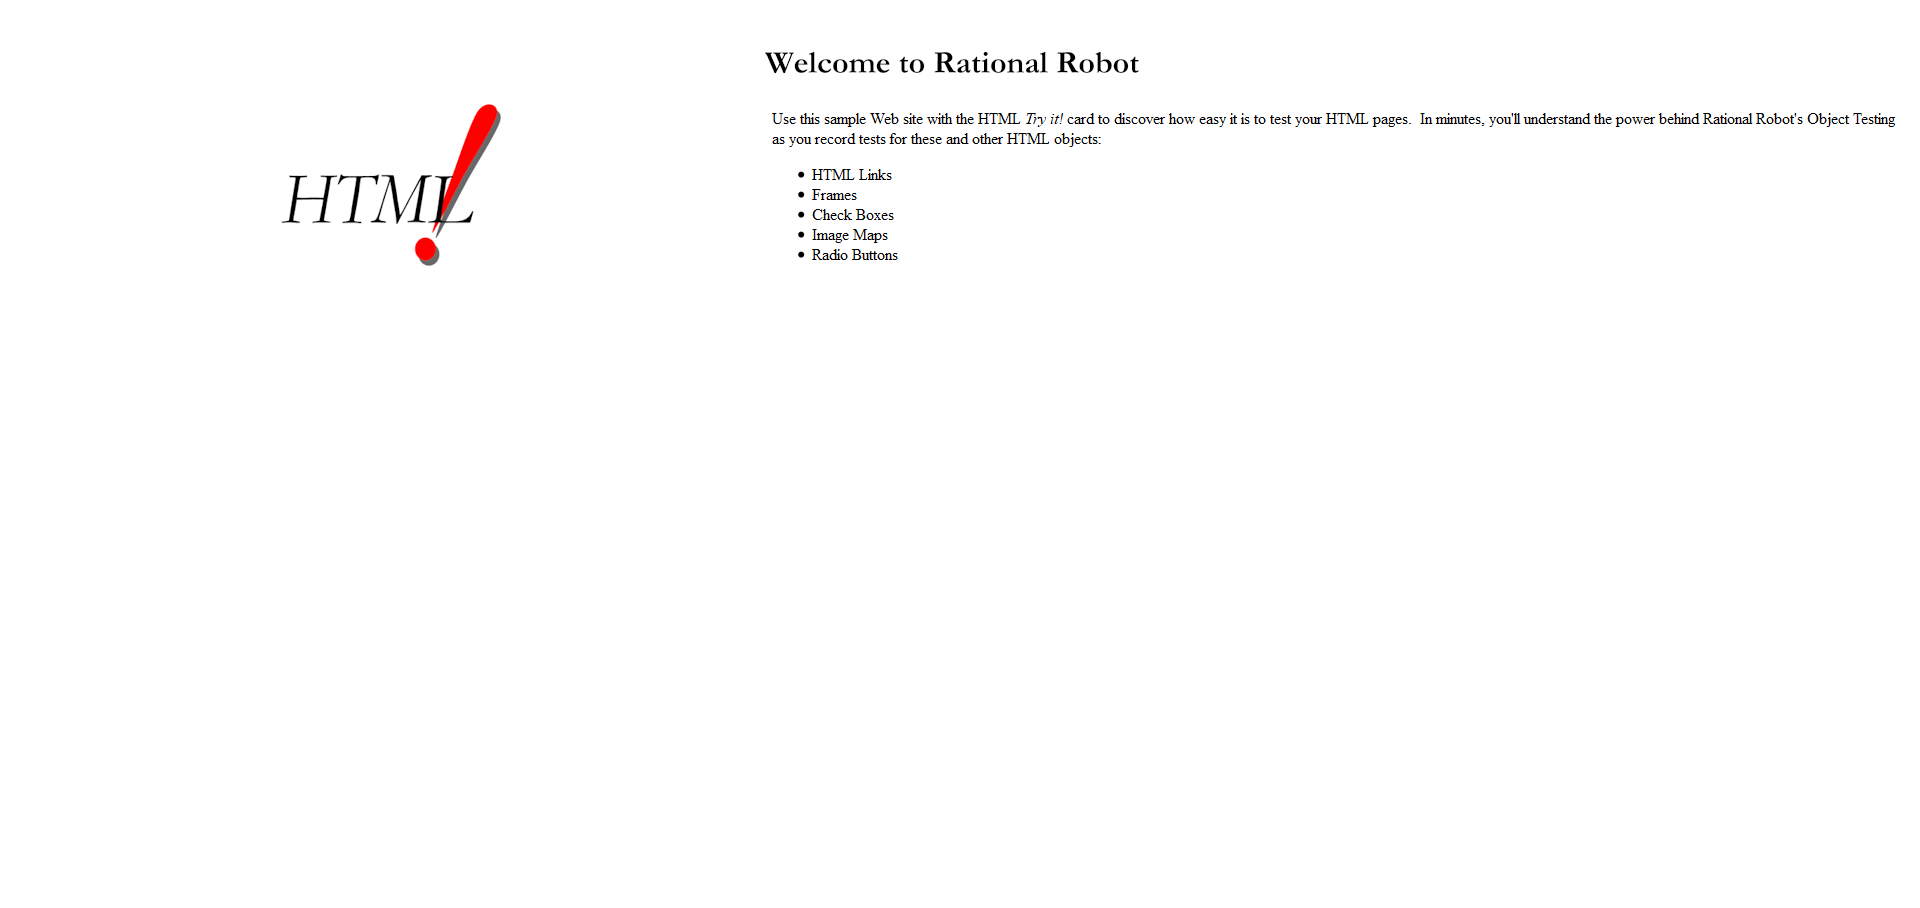 HTML!
Welcome to Rational Robot
Use this sample Web site with the HTML Try it! card to discover how easy it is to test your HTML pages.  In minutes, you'll understand the power behind Rational Robot's Object Testing
as you record tests for these and other HTML objects:
• HTML Links
• Frames
• Check Boxes
• Image Maps
• Radio Buttons